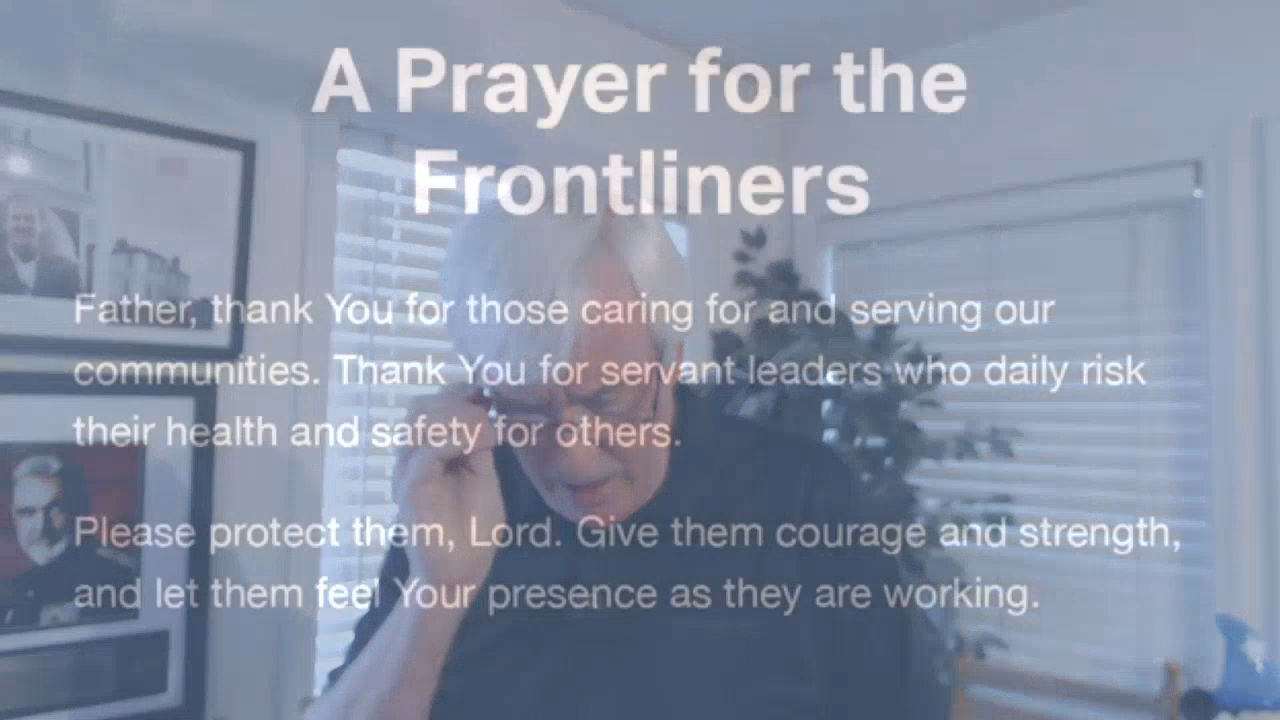 A Prayer for the
Frontliners
Father, thank You for those caring for and serving our
communities. Thank You for servant leaders who daily risk
their health and safety for others.
Please protect them, Lord. Give them courage and strength,
and let them feel Your presence as they are working.